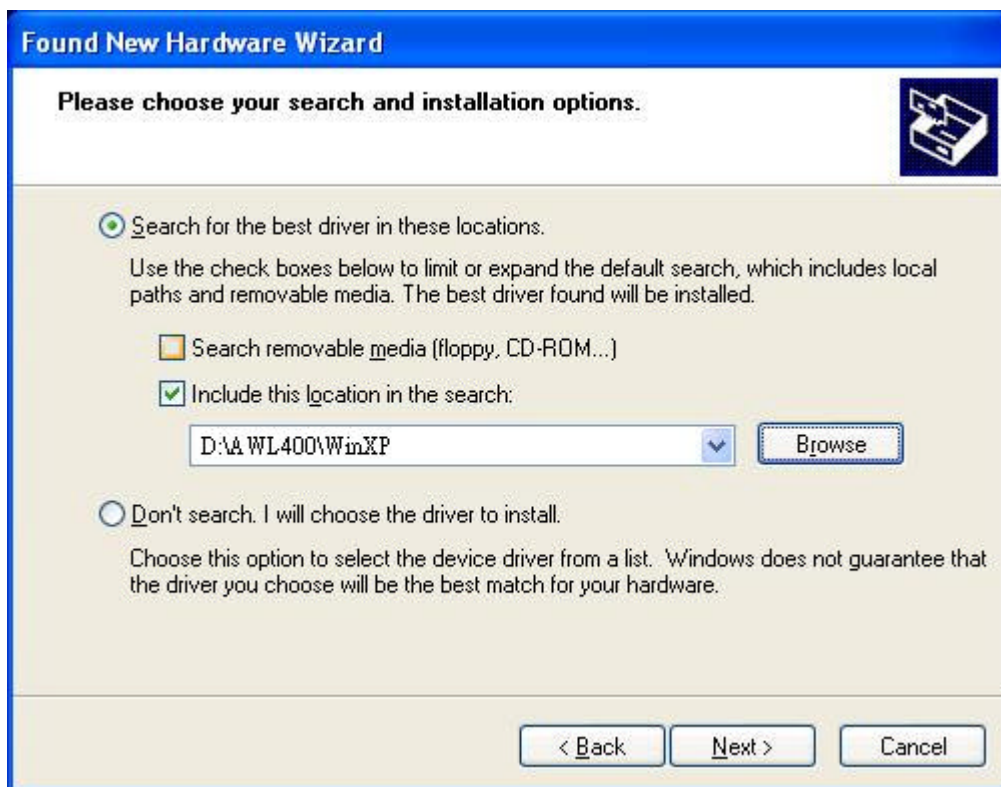 Found New Hardware Wizard
Please choose your search and installation options.
Search for the best driver in these locations.
Use the check boxes below to limit or expand the default search, which includes local
paths and removable media. The best driver found will be installed.
Search removable media (floppy, CD-ROM...)
Include this location in the search:
D:\AWL400\WinXP
Browse
Don't search. I will choose the driver to install.
Choose this option to select the device driver from a list. Windows does not guarantee that
the driver you choose will be the best match for your hardware.
< Back
Next >
Cancel